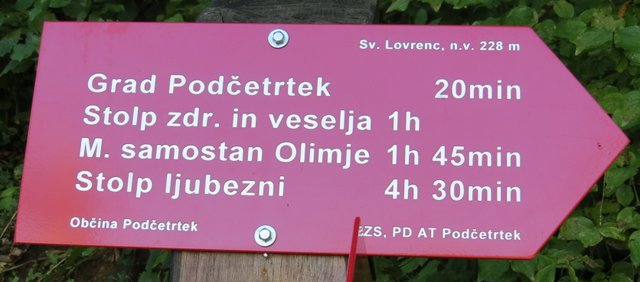 Sv. Lovrenc, n.v. 228 m
Grad Podčetrtek 20min
Stolp zdr. in veselja 1h
M. samostan Olimje 1h 45min
Stolp ljubezni 4h 30min
Občina Podčetrtek
PD AT Podčetrtek